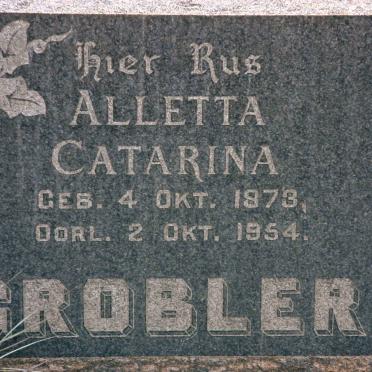 Hier Rus
ALLETTA
CATARINA
GEB. 4 OKT. 1873,
OORL. 2 OKT. 1954.
GROBLER